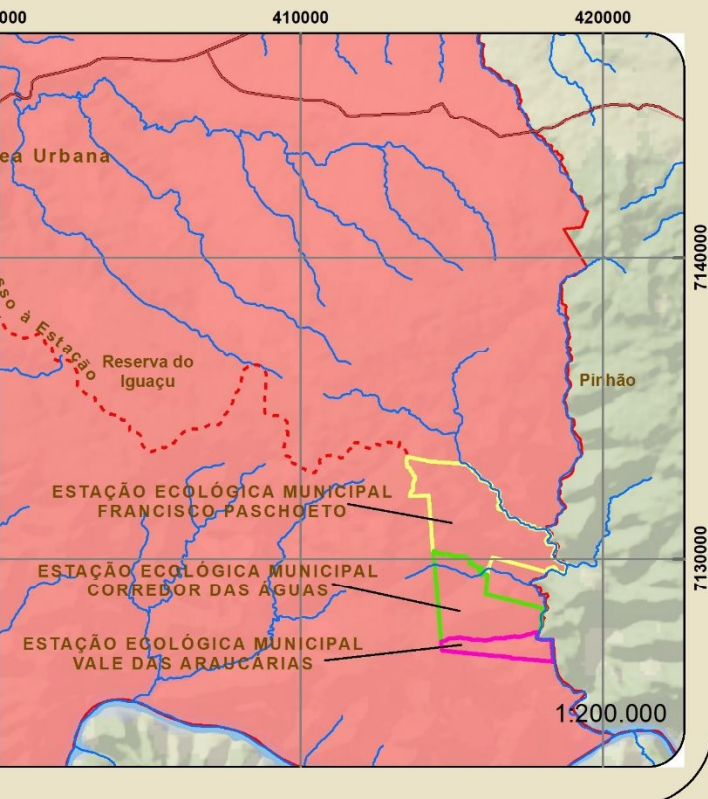 000
410000
420000
ea Urbana
7140000
sso à Estação
Reserva do
Iguaçu
Pinhão
ESTAÇÃO ECOLÓGICA MUNICIPAL
FRANCISCO PASCHOETO
7130000
ESTAÇÃO ECOLÓGICA MUNICIPAL
CORREDOR DAS ÁGUAS
ESTAÇÃO ECOLÓGICA MUNICIPAL
VALE DAS ARAUCÁRIAS
1:200.000